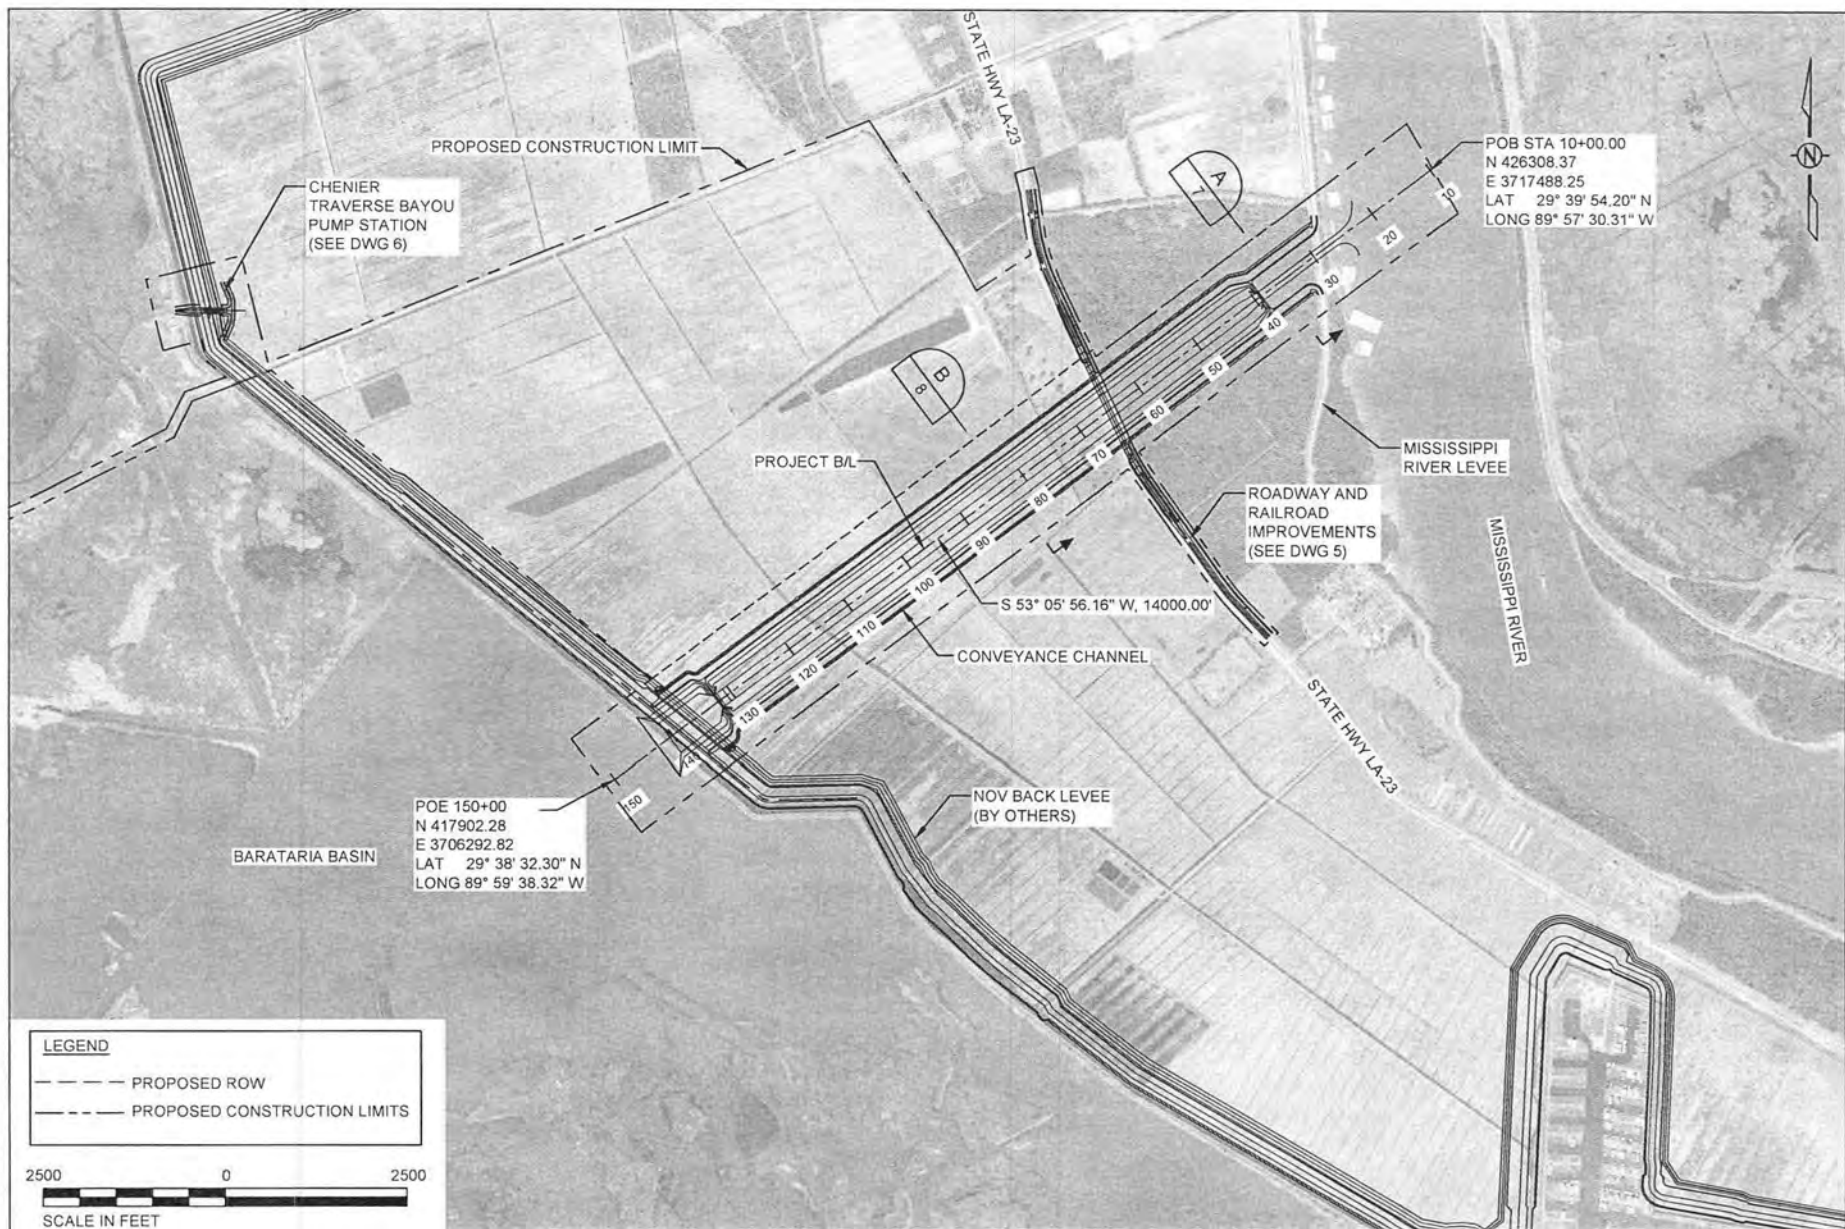 STATE HWY LA-23
PROPOSED CONSTRUCTION LIMIT
CHENIER
TRAVERSE BAYOU
PUMP STATION
(SEE DWG 6)
A
7
POB STA 10+00.00
N 426308.37
E 3717488.25
LAT 29° 39' 54.20" N
LONG 89° 57' 30.31" W
N
10
20
30
40
50
60
70
80
90
100
110
120
130
150
B
8
PROJECT B/L
MISSISSIPPI
RIVER LEVEE
ROADWAY AND
RAILROAD
IMPROVEMENTS
(SEE DWG 5)
MISSISSIPPI RIVER
S 53° 05' 56.16" W, 14000.00'
CONVEYANCE CHANNEL
STATE HWY LA-23
POE 150+00
N 417902.28
E 3706292.82
LAT 29° 38' 32.30" N
LONG 89° 59' 38.32" W
NOV BACK LEVEE
(BY OTHERS)
BARATARIA BASIN
LEGEND
PROPOSED ROW
PROPOSED CONSTRUCTION LIMITS
2500 0 2500
SCALE IN FEET